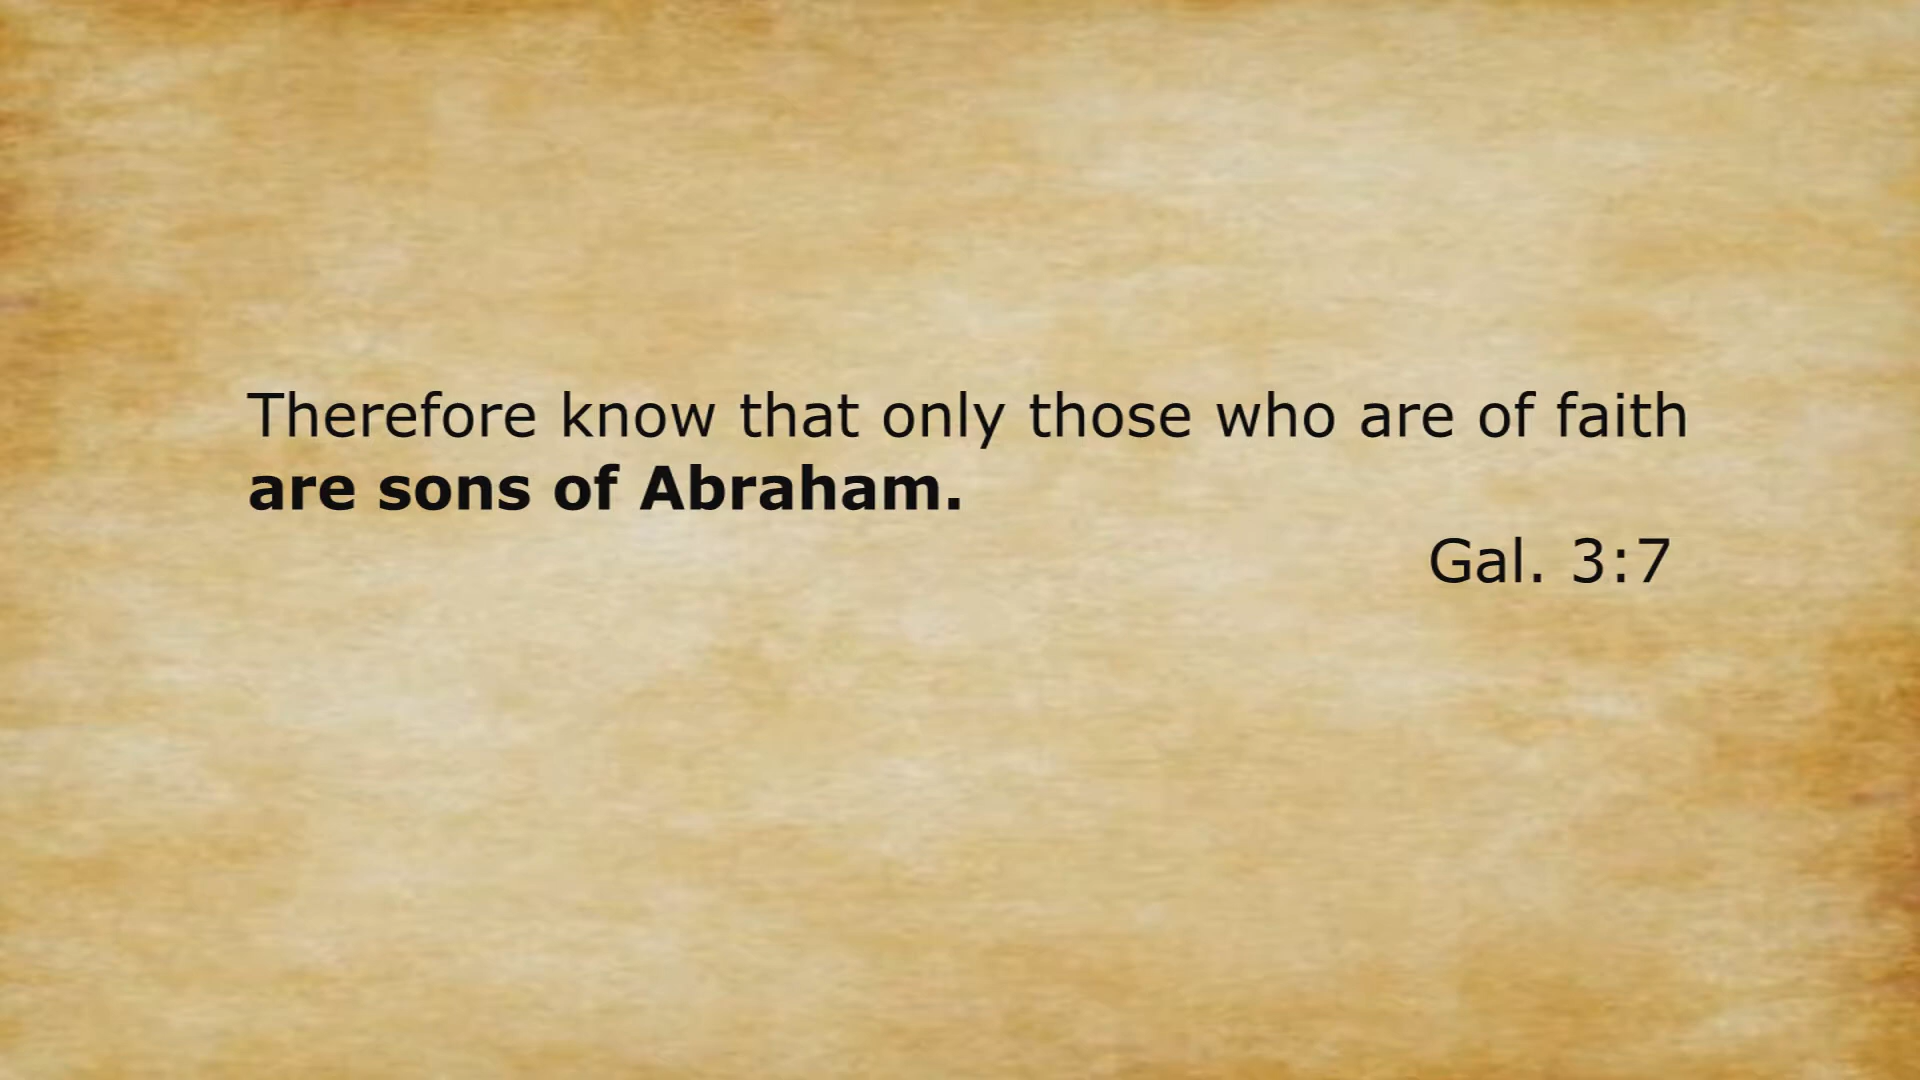 Therefore know that only those who are of faith
are sons of Abraham.
Gal. 3:7